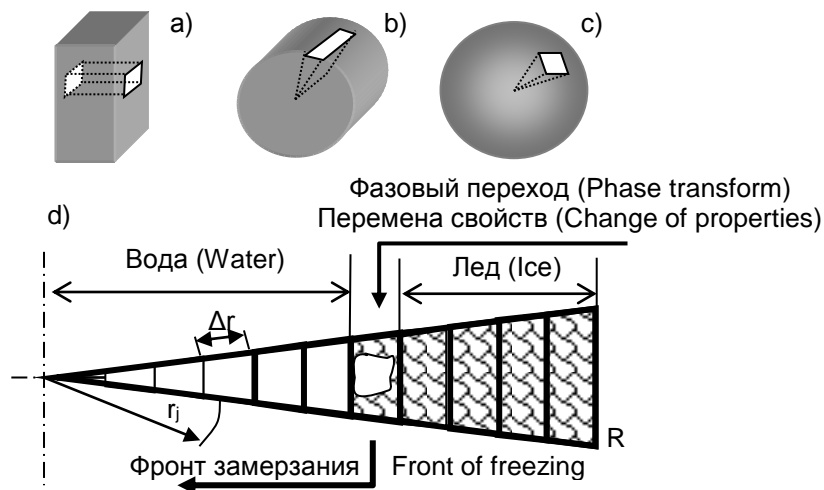 a)
b)
c)
Фазовый переход (Phase transform)
Перемена свойств (Change of properties)
d)
Вода (Water)
Лед (Ice)
Δr
rj
R
Фронт замерзания
Front of freezing